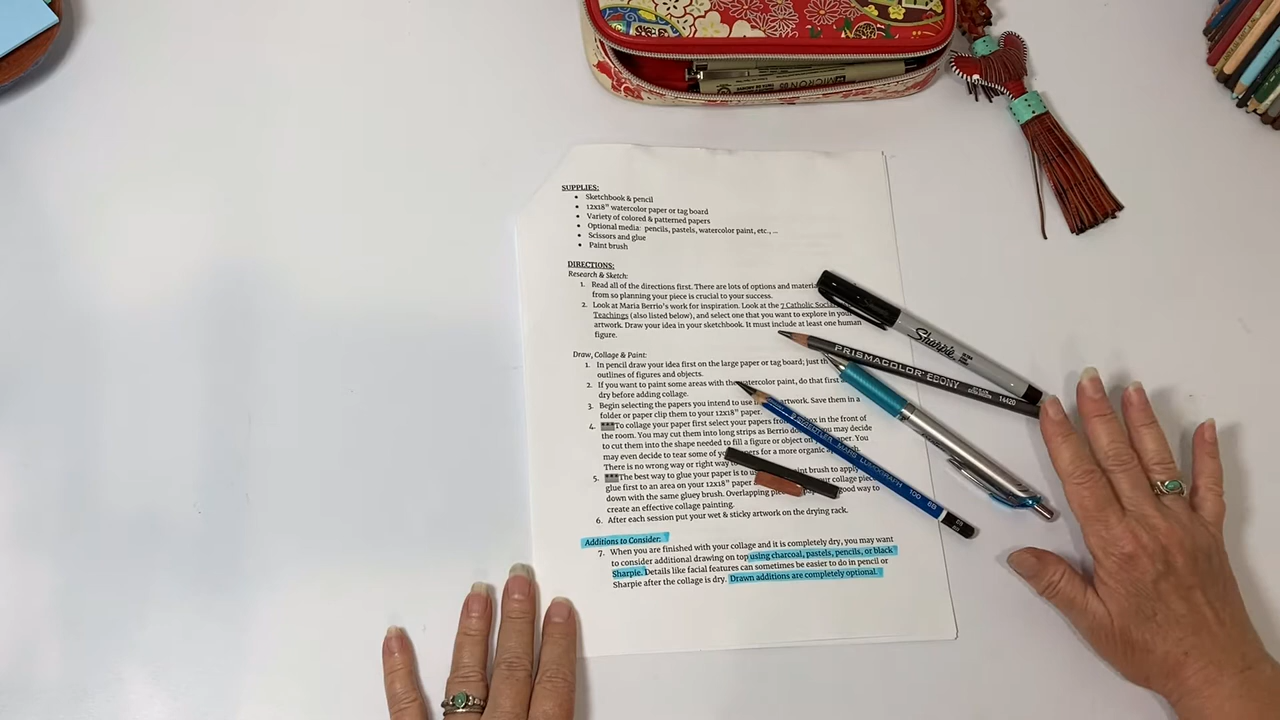 MICRON 05
SUPPLIES:
Sketchbook & pencil
12x18" watercolor paper or tag board
Variety of colored & patterned papers
Optional media: pencils, pastels, watercolor paint, etc., ...
Scissors and glue
Paint brush
DIRECTIONS:
Research & Sketch:
1. Read all of the directions first. There are lots of options and
from so planning your piece is crucial to your success.
2. Look at Maria Berrio's work for inspiration. Look at the 7 Catholic
Teachings (also listed below), and select one that you want to explore in your
artwork. Draw your idea in your sketchbook. It must include at least one human
figure.
Draw, Collage & Paint:
1. In pencil draw your idea first on the large paper or tag board; just
outlines of figures and objects.
2. If you want to paint some areas with the watercolor paint, do that first
dry before adding collage.
3. Begin selecting the papers you intend to use artwork. Save them in a
folder or paper clip them to your 12x18" paper.
4. To collage your paper first select your papers in the front of
the room. You may cut them into long strips as Berrio may decide
to cut them into the shape needed to fill a figure or object on paper. You
may even decide to tear some of for a more organic
There is no wrong way or right
5. The best way to glue your paper is to brush to apply
glue first to an area on your 12x18" paper collage
down with the same gluey brush. Overlapping good way to
create an effective collage painting.
6. After each session put your wet & sticky artwork on the drying rack.
Additions to Consider:
7. When you are finished with your collage and it is completely dry, you may want
to consider additional drawing on top using charcoal, pastels, pencils, or black
Sharpie. Details like facial features can sometimes be easier to do in pencil or
Sharpie after the collage is dry. Drawn additions are completely optional.
Sharpie
PRISMACOLOR EBONY 14420
STAEDTLER MARS LUMOGRAPH 100 6B